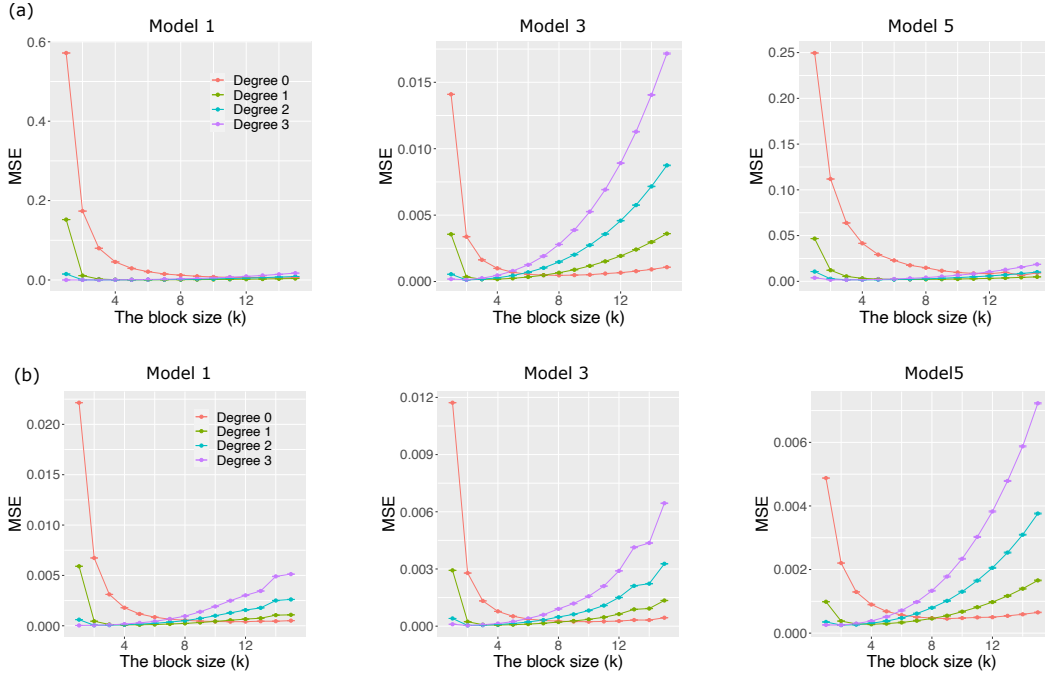 (a)
Model 1
Model 3
Model 5
MSE
0.6
0.4
0.2
0.0
Degree 0
Degree 1
Degree 2
Degree 3
4
8
12
The block size (k)
MSE
0.015
0.010
0.005
0.000
4
8
12
The block size (k)
MSE
0.25
0.20
0.15
0.10
0.05
0.00
4
8
12
The block size (k)
(b)
Model 1
Model 3
Model5
MSE
0.020
0.015
0.010
0.005
0.000
Degree 0
Degree 1
Degree 2
Degree 3
4
8
12
The block size (k)
MSE
0.012
0.009
0.006
0.003
0.000
4
8
12
The block size (k)
MSE
0.006
0.004
0.002
0.000
4
8
12
The block size (k)